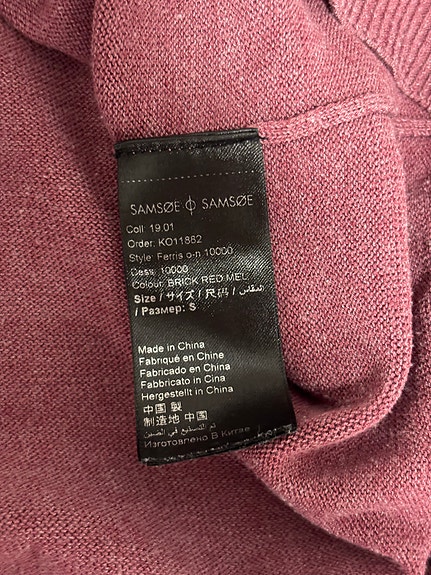 SAMSØE ϕ SAMSØE
Coll: 19.01
Order: KO11862
Style: Ferris o-n 10000
Dess: 10000
Colour: BRICK RED MEL.
Size / サイズ / 尺码 / المقاس /
/ Размер: S
Made in China
Fabriqué en Chine
Fabricado en China
Fabbricato in Cina
Hergestellt in China
中国 製
制造地 中国
تم التصنيع في الصين
Изготовлено В Китае